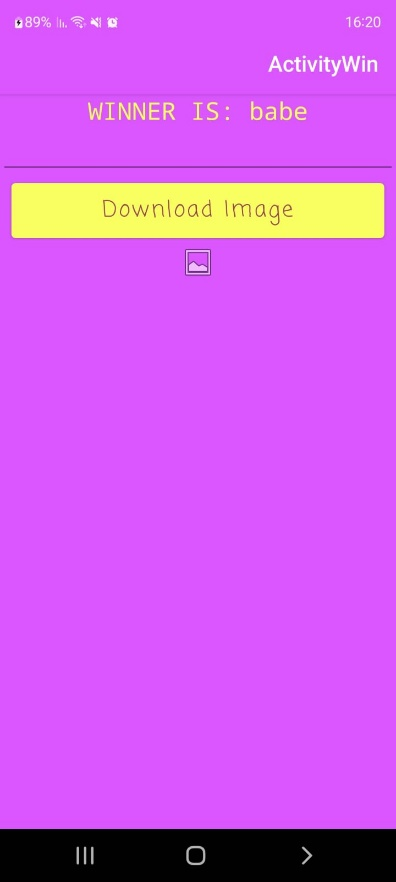 89%
16:20
ActivityWin
WINNER IS: babe
Download Image